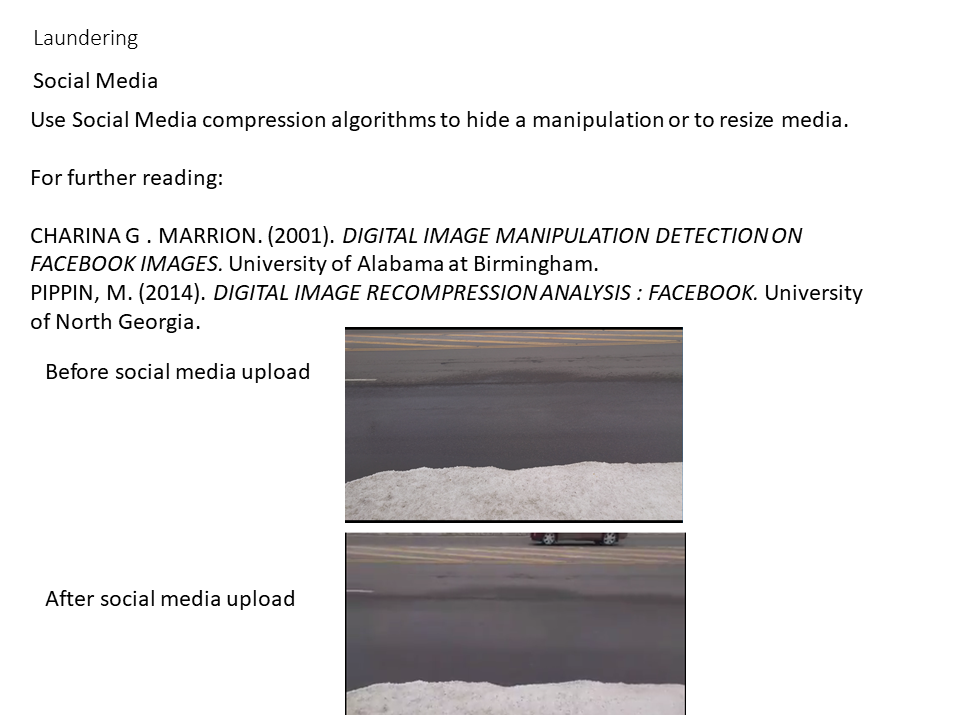 Laundering
Social Media
Use Social Media compression algorithms to hide a manipulation or to resize media.
For further reading:
CHARINA G . MARRION. (2001). DIGITAL IMAGE MANIPULATION DETECTION ON
FACEBOOK IMAGES. University of Alabama at Birmingham.
PIPPIN, M. (2014). DIGITAL IMAGE RECOMPRESSION ANALYSIS : FACEBOOK. University
of North Georgia.
Before social media upload
After social media upload